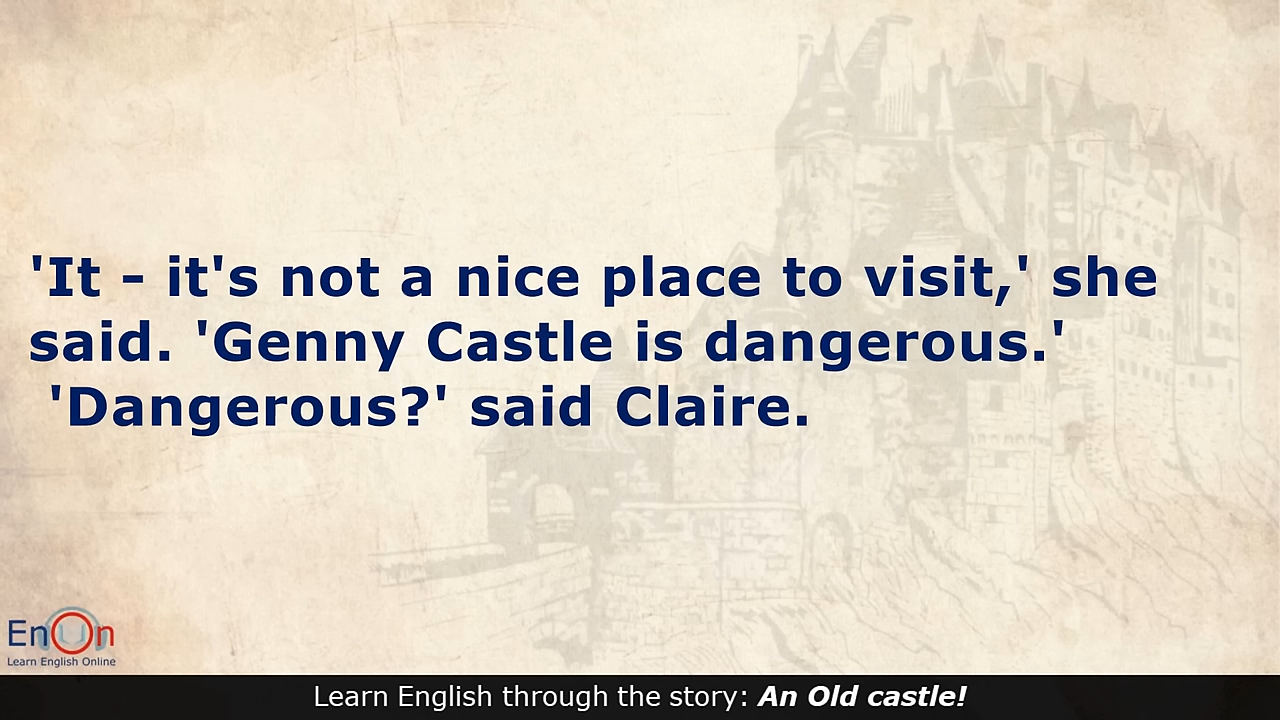 'It - it's not a nice place to visit,' she
said. 'Genny Castle is dangerous.'
'Dangerous?' said Claire.
EnOn
Learn English Online
Learn English through the story: An Old castle!